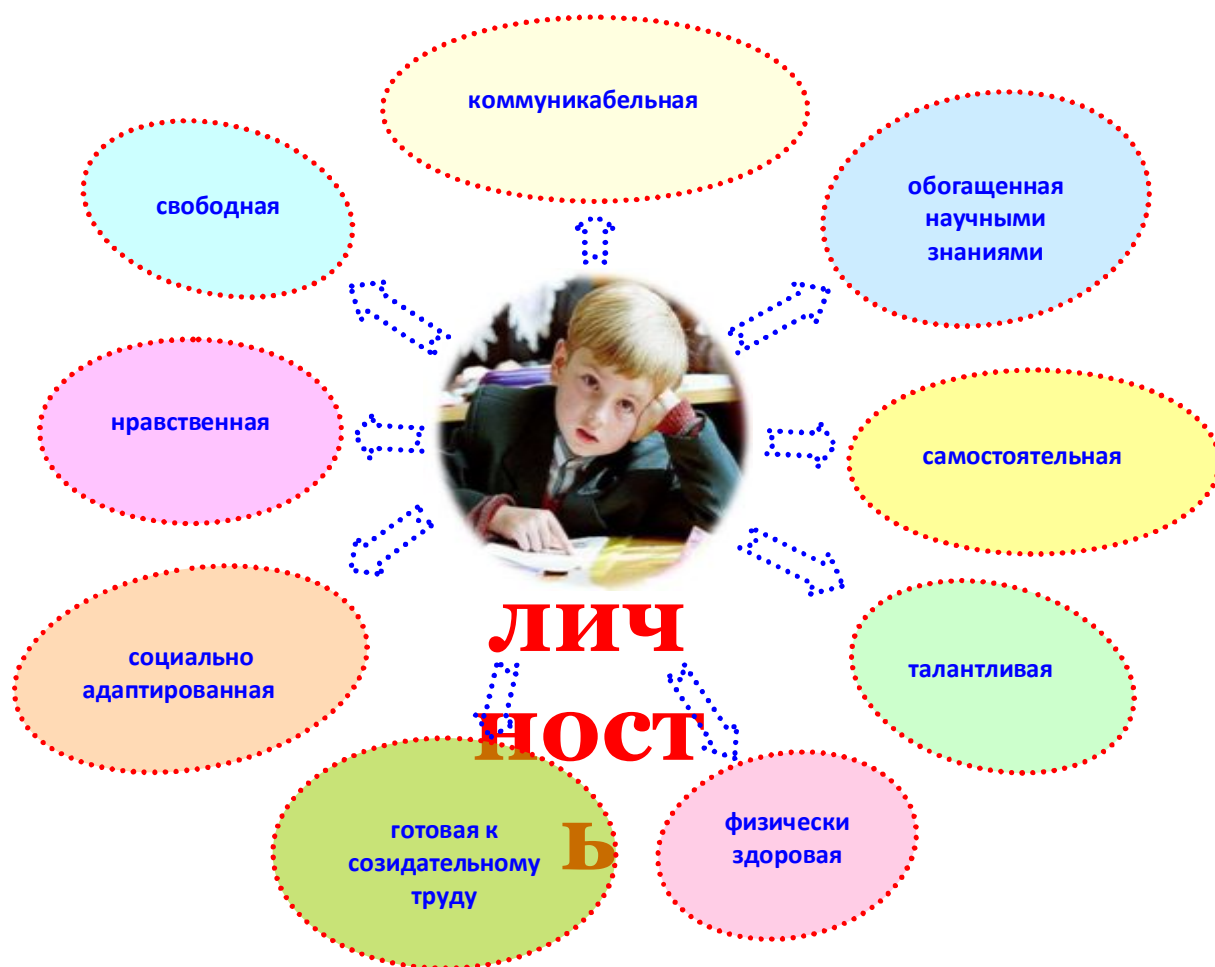 коммуникабельная
обогащенная
научными
знаниями
свободная
нравственная
самостоятельная
лич
ност
ь
социально
адаптированная
талантливая
готовая к
созидательному
труду
физически
здоровая